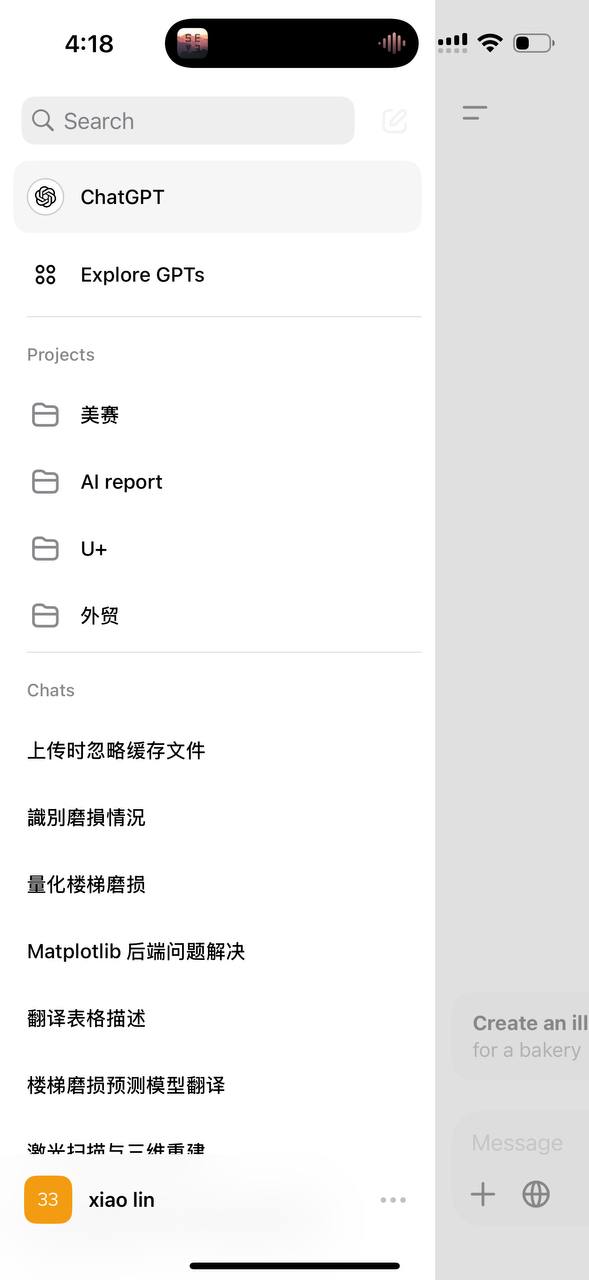 4:18
Search
ChatGPT
Explore GPTs
Projects
美赛
AI report
U+
外贸
Chats
上传时忽略缓存文件
識別磨損情況
量化楼梯磨损
Matplotlib 后端问题解决
翻译表格描述
楼梯磨损预测模型翻译
激光扫描与三维重建
33
xiao lin
Create an ill
for a bakery
Message